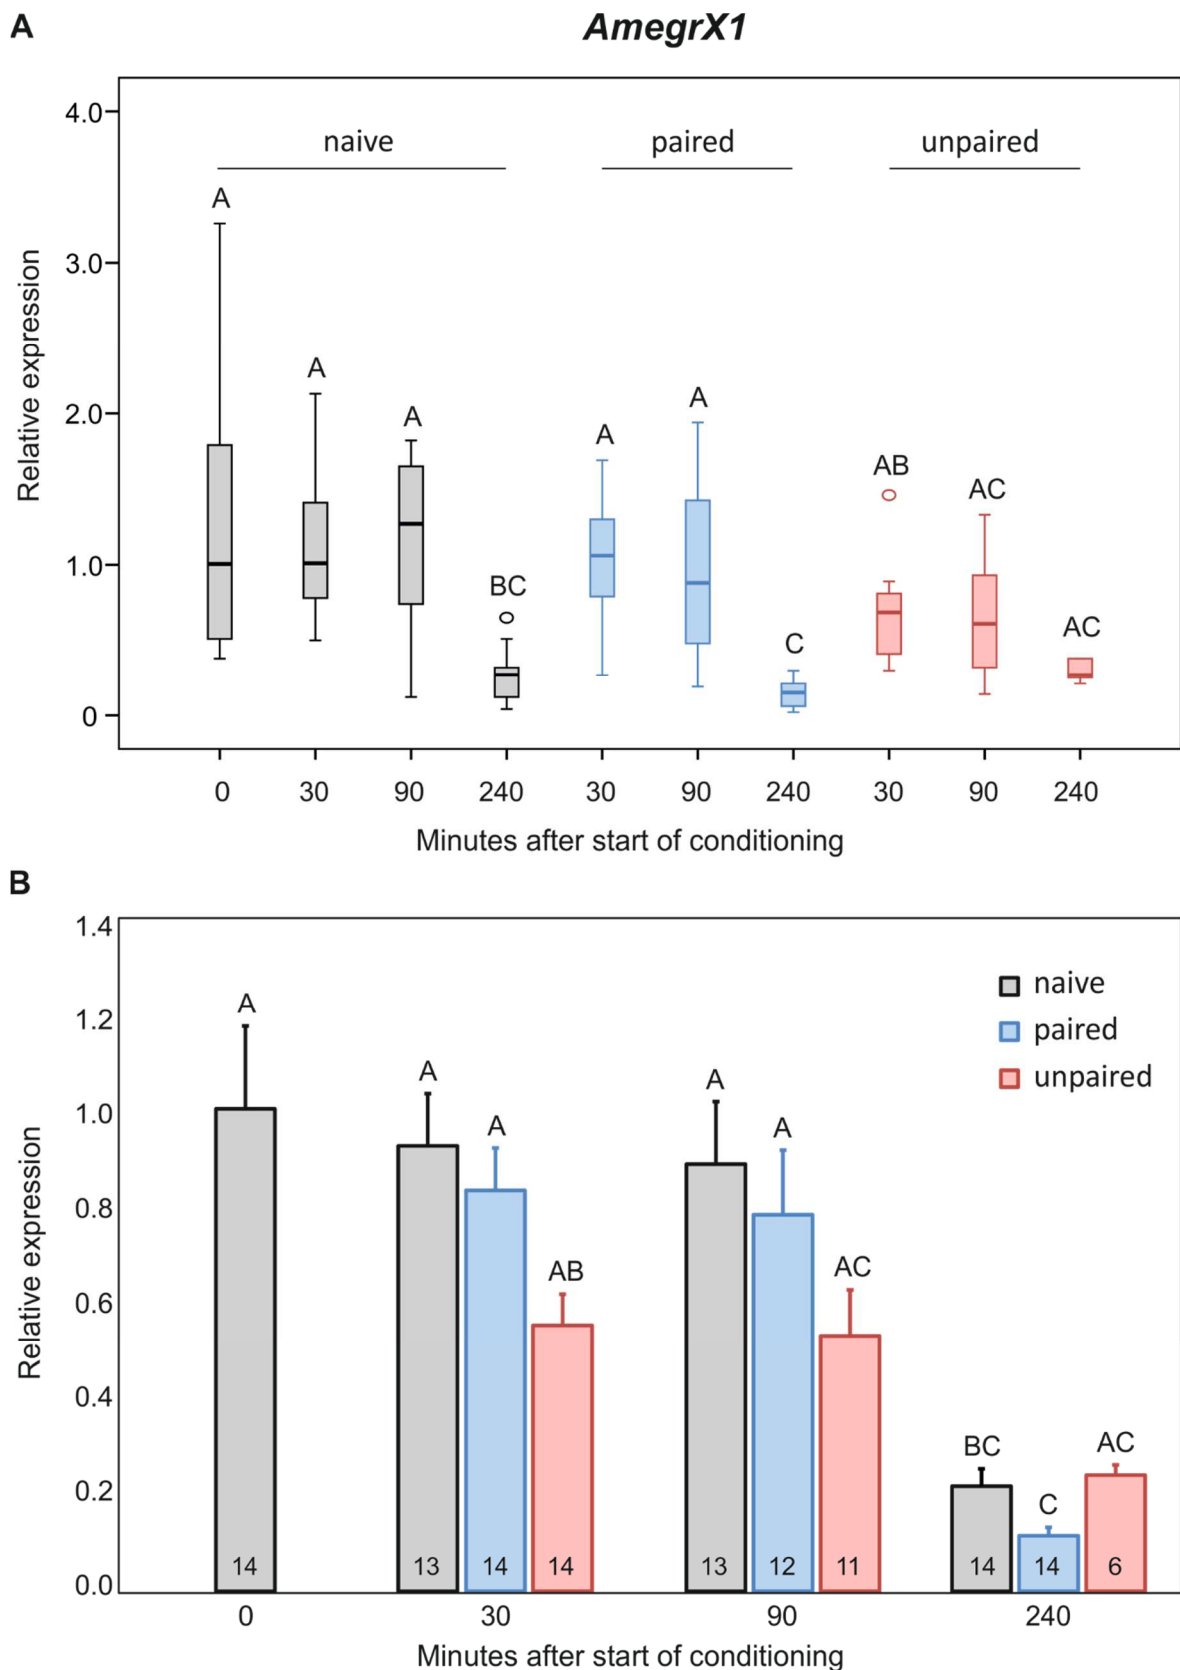 A
AmegrX1
4.0
naive
paired
unpaired
A
3.0
A
A
A
A
2.0
AB
AC
1.0
BC
C
AC
0
Relative expression
0 30 90 240 30 90 240 30 90 240
Minutes after start of conditioning
B
1.4
naive
paired
unpaired
A
1.2
A
A
A
A
1.0
0.8
AB
AC
0.6
0.4
BC
C
AC
0.2
14 13 14 14 13 12 11 14 14 6
0.0
Relative expression
0 30 90 240
Minutes after start of conditioning